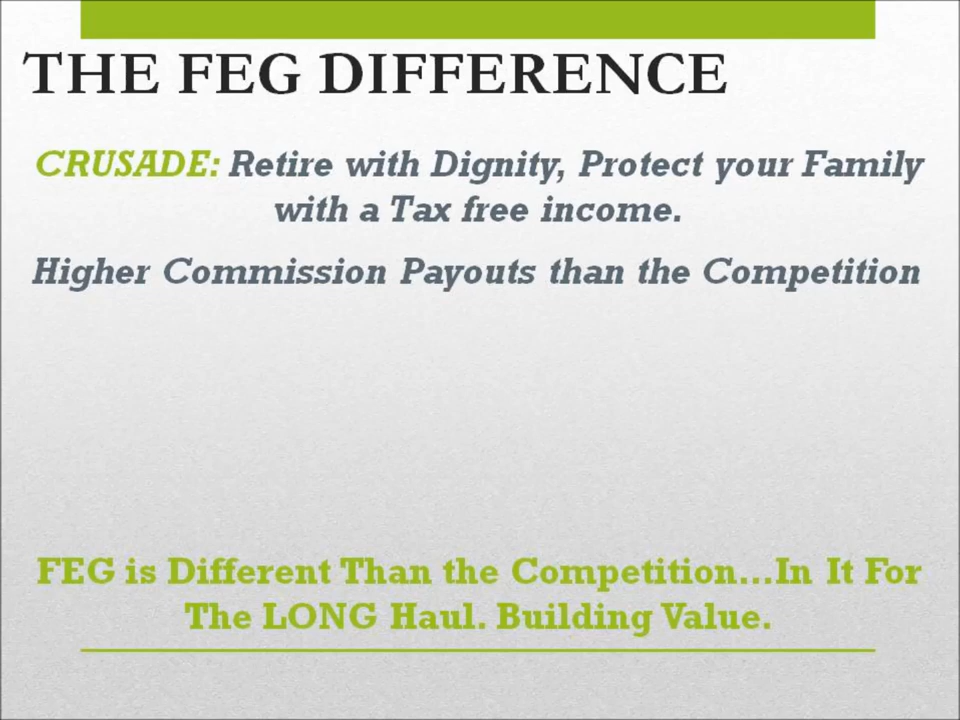 THE FEG DIFFERENCE
CRUSADE: Retire with Dignity, Protect your Family
with a Tax free income.
Higher Commission Payouts than the Competition
FEG is Different Than the Competition...In It For
The LONG Haul. Building Value.